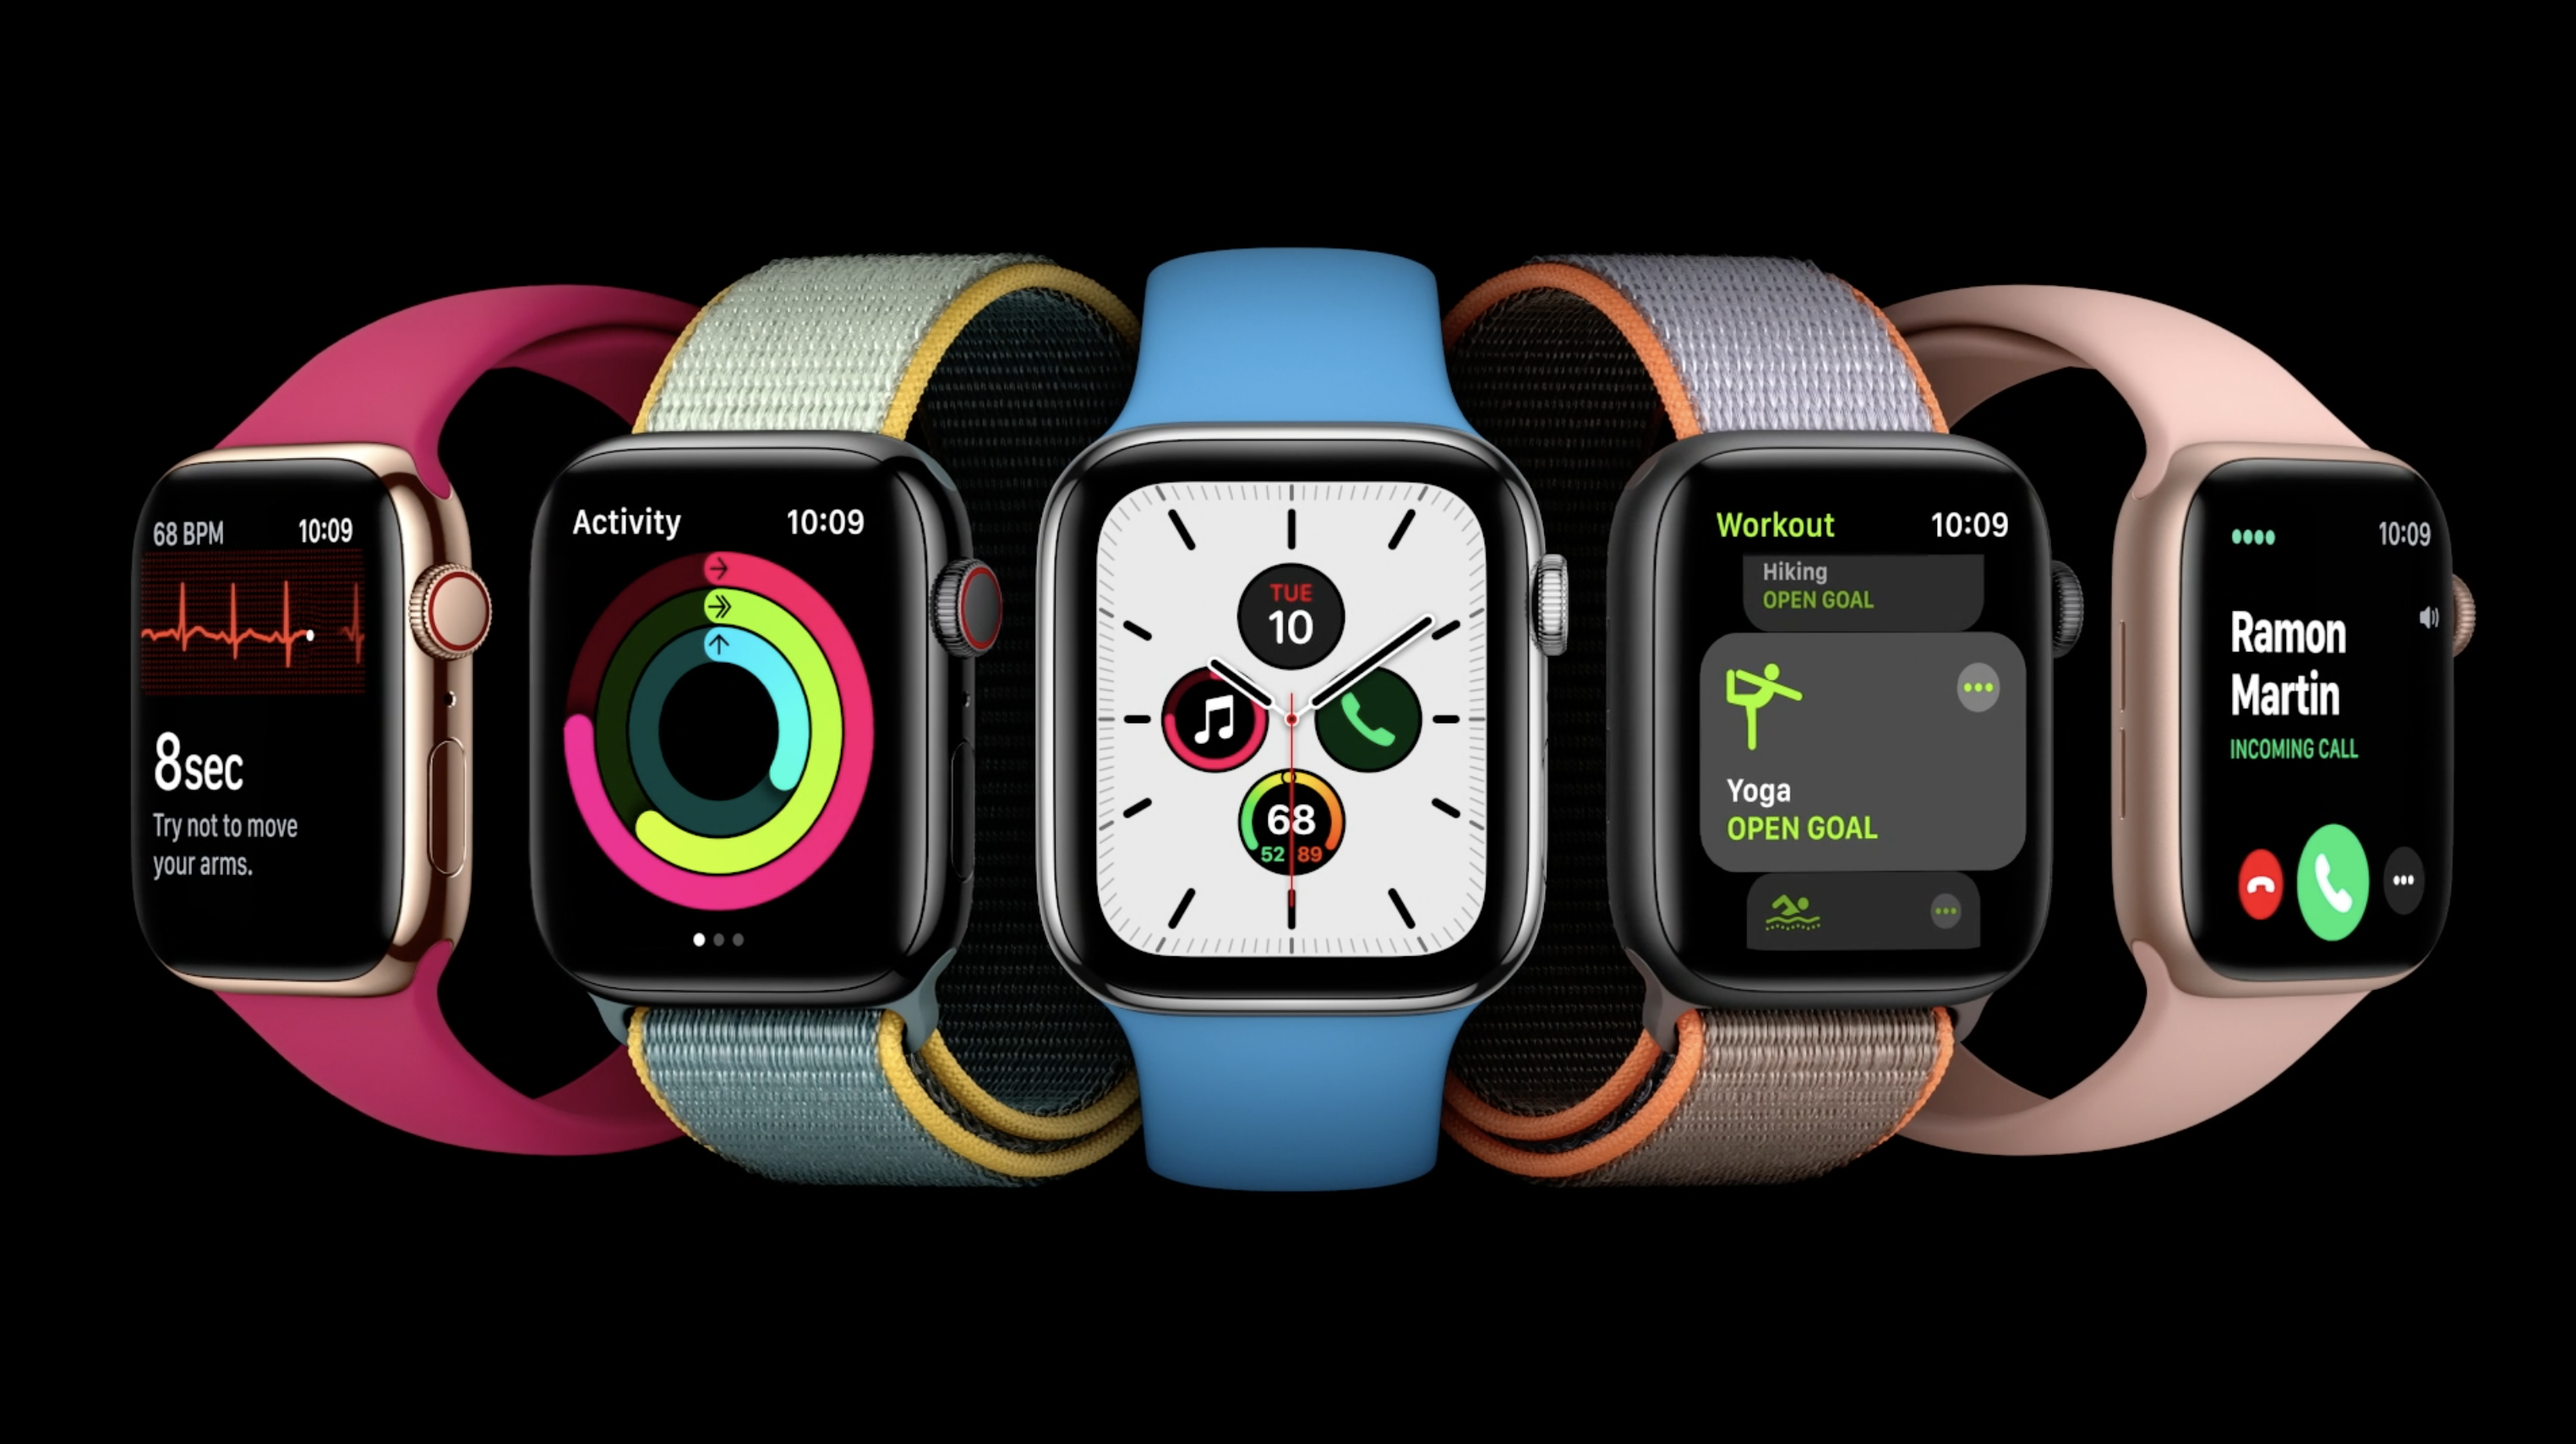 68 BPM 10:09
8sec
Try not to move
your arms.
Activity 10:09
TUE
10
68
52 89
Workout 10:09
Hiking
OPEN GOAL
Yoga
OPEN GOAL
10:09
Ramon
Martin
INCOMING CALL